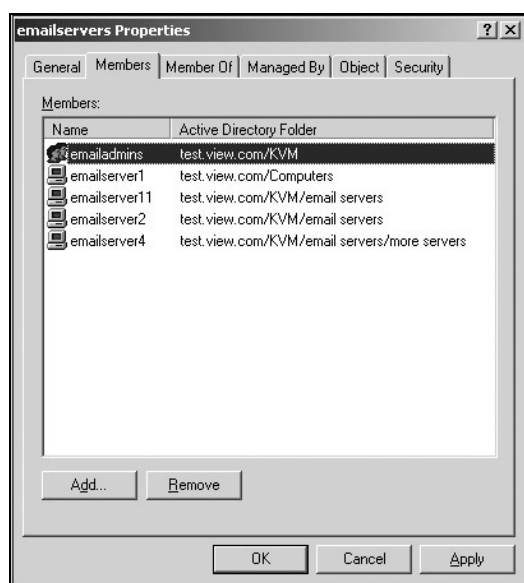 emailservers Properties
General Members Member Of Managed By Object Security
Members:
Name Active Directory Folder
emailadmins test.view.com/KVM
emailserver1 test.view.com/Computers
emailserver11 test.view.com/KVM/email servers
emailserver2 test.view.com/KVM/email servers
emailserver4 test.view.com/KVM/email servers/more servers
Add... Remove
OK Cancel Apply